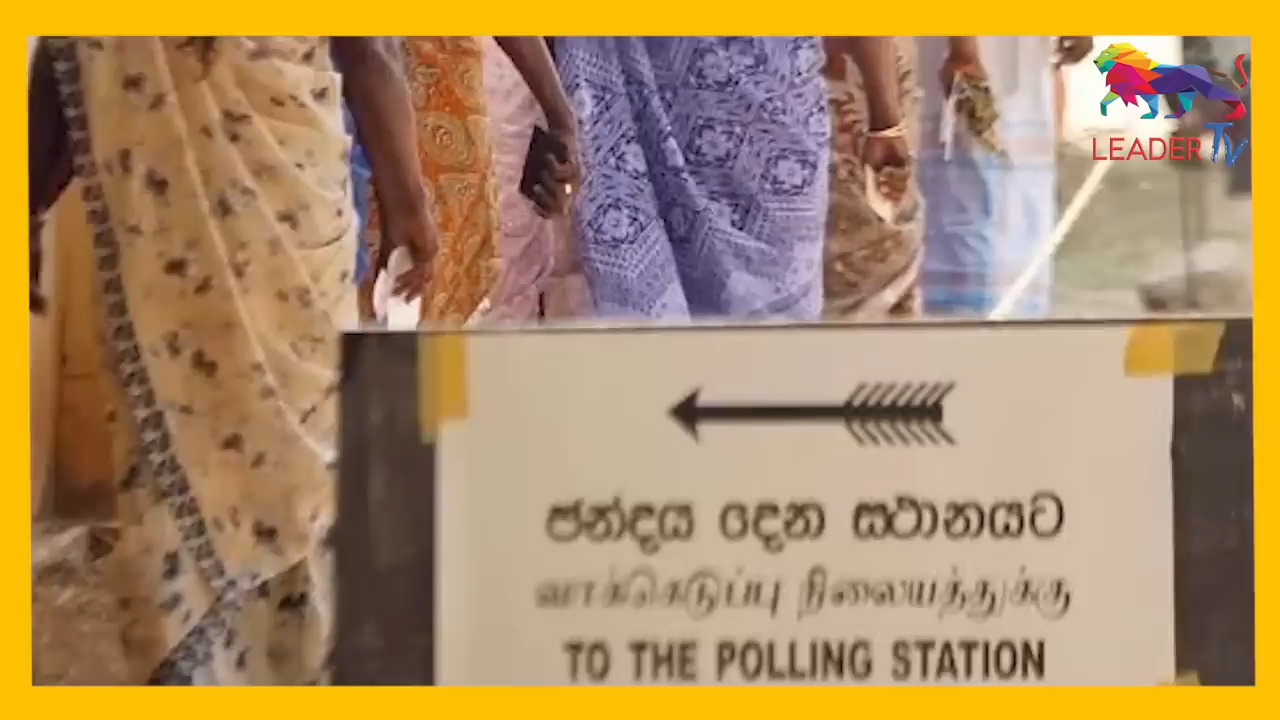 LEADER TV
ඡන්දය දෙන ස්ථානයට
வாக்கெடுப்பு நிலையத்துக்கு
TO THE POLLING STATION